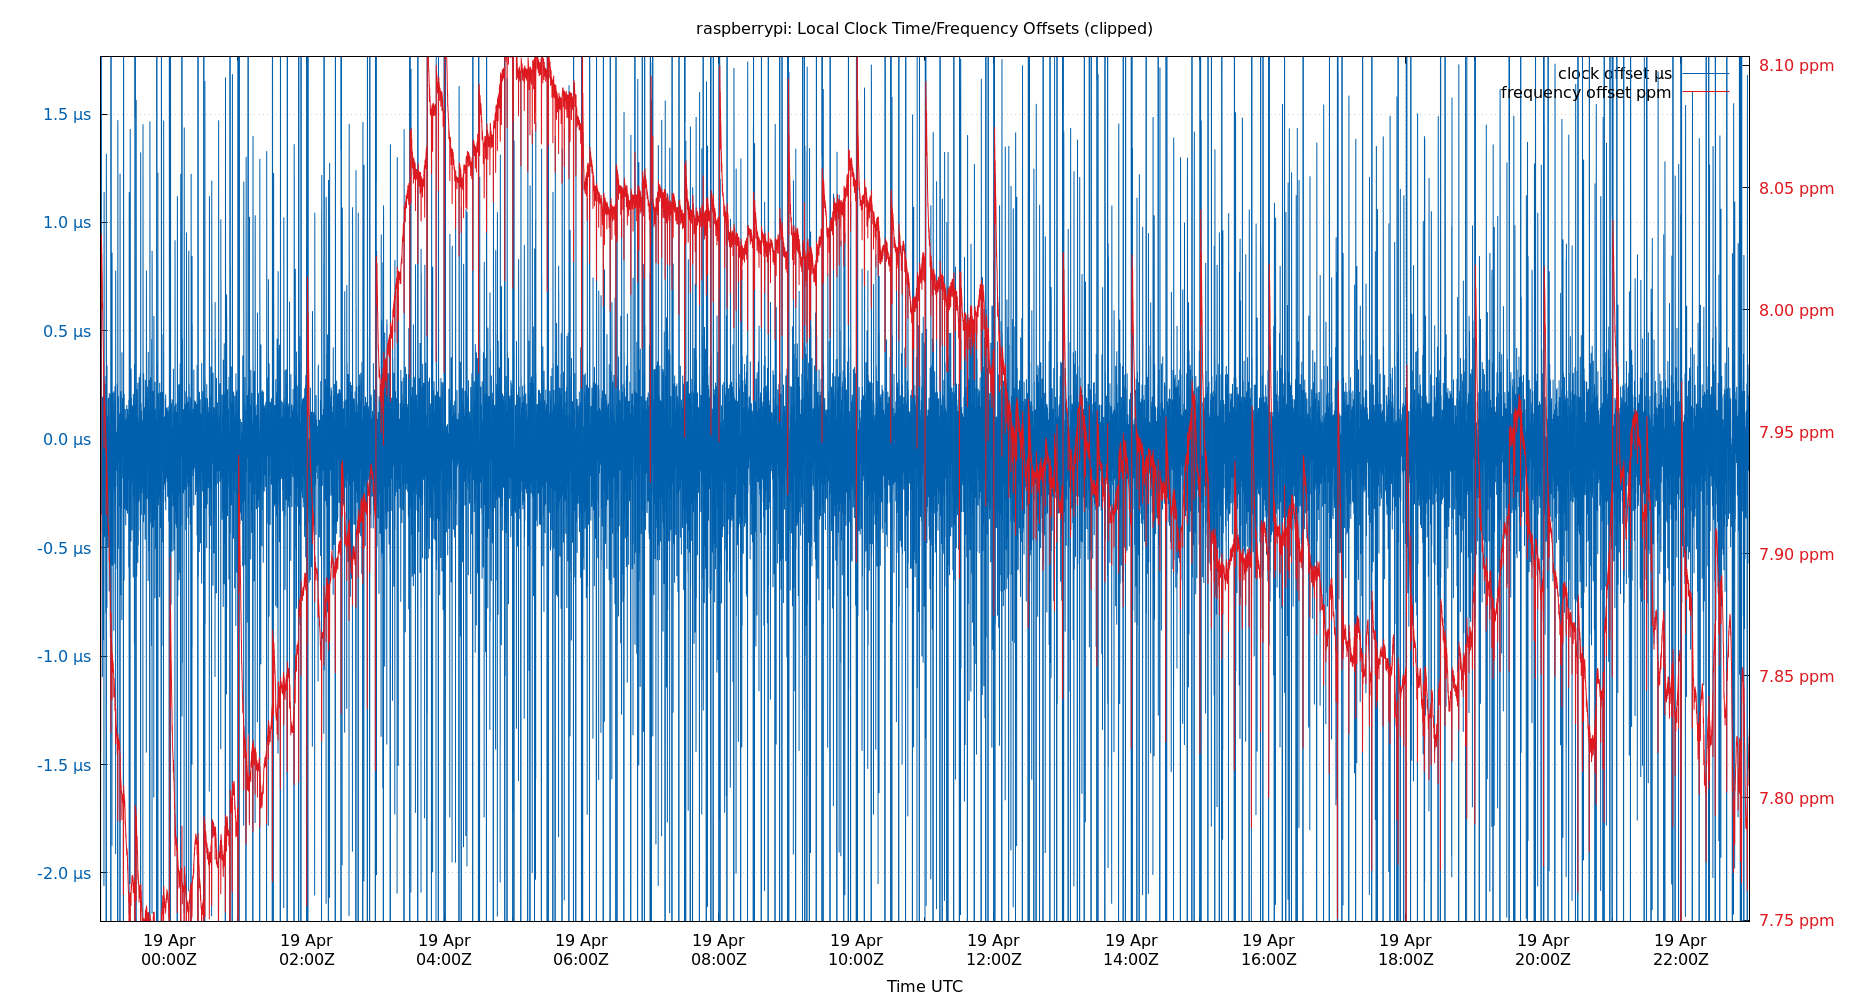 raspberrypi: Local Clock Time/Frequency Offsets (clipped)
clock offset µs
frequency offset ppm
1.5 µs
1.0 µs
0.5 µs
0.0 µs
-0.5 µs
-1.0 µs
-1.5 µs
-2.0 µs
8.10 ppm
8.05 ppm
8.00 ppm
7.95 ppm
7.90 ppm
7.85 ppm
7.80 ppm
7.75 ppm
19 Apr 19 Apr 19 Apr 19 Apr 19 Apr 19 Apr 19 Apr 19 Apr 19 Apr 19 Apr 19 Apr 19 Apr
00:00Z 02:00Z 04:00Z 06:00Z 08:00Z 10:00Z 12:00Z 14:00Z 16:00Z 18:00Z 20:00Z 22:00Z
Time UTC